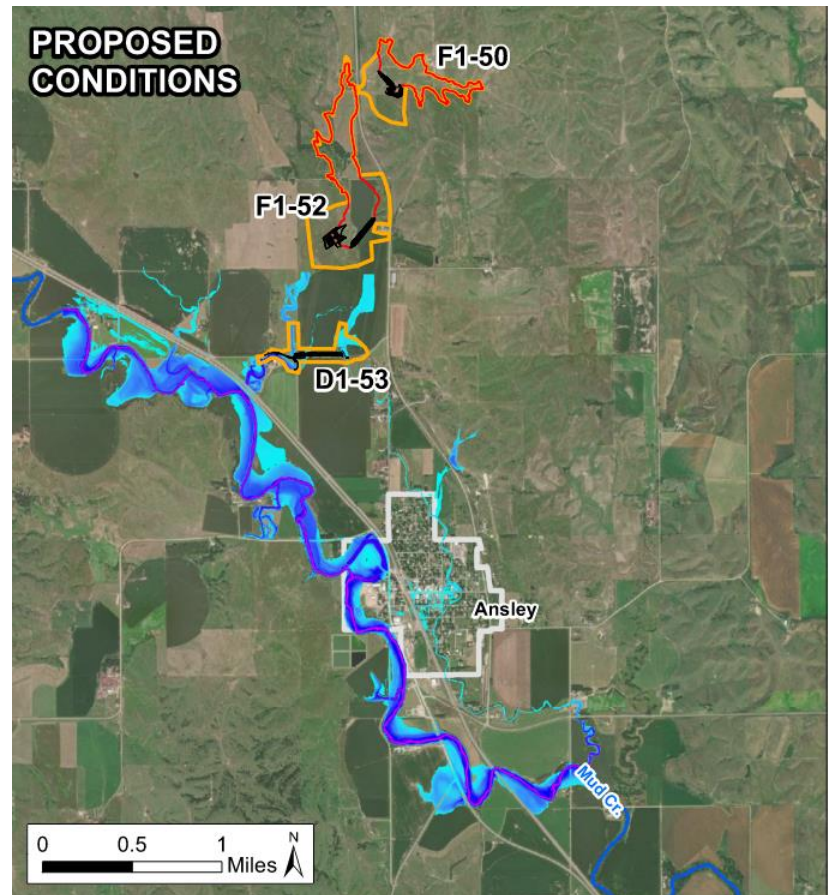 PROPOSED
CONDITIONS
F1-50
F1-52
D1-53
Ansley
Mud Cr.
0 0.5 1
Miles
N